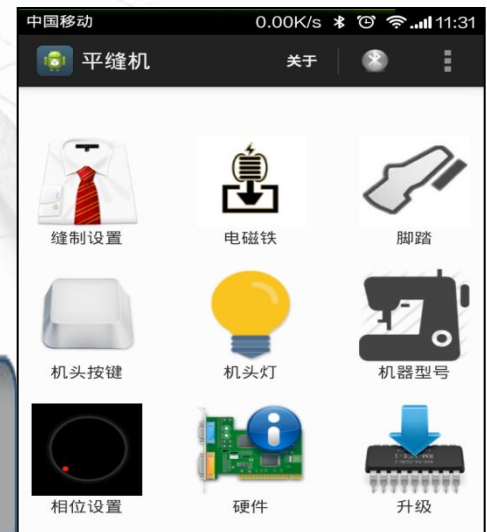 中国移动 0.00K/s 11:31
平缝机 关于
缝制设置 电磁铁 脚踏
机头按键 机头灯 机器型号
相位设置 硬件 升级